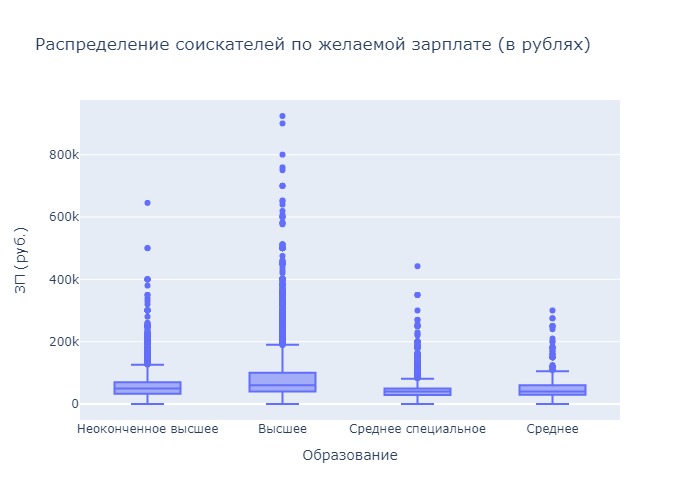 Распределение соискателей по желаемой зарплате (в рублях)
800k
600k
400k
200k
0
ЗП (руб.)
Неоконченное высшее
Высшее
Среднее специальное
Среднее
Образование